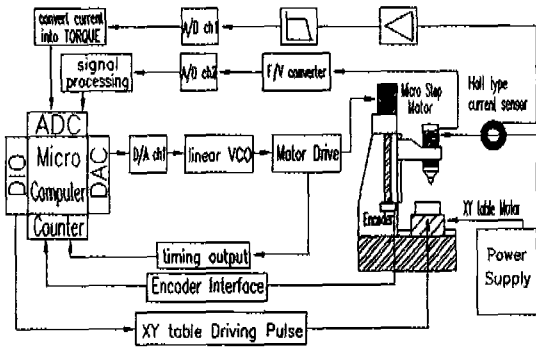 convert current
into TORQUE
A/D ch1
signal
processing
A/D ch2
F/V converter
Micro Step
Motor
Hall type
current sensor
ADC
DIO
Micro
Computer
DAC
Counter
D/A ch1
linear VCO
Motor Drive
Encoder
XY table Motor
timing output
Encoder Interface
Power
Supply
XY table Driving Pulse